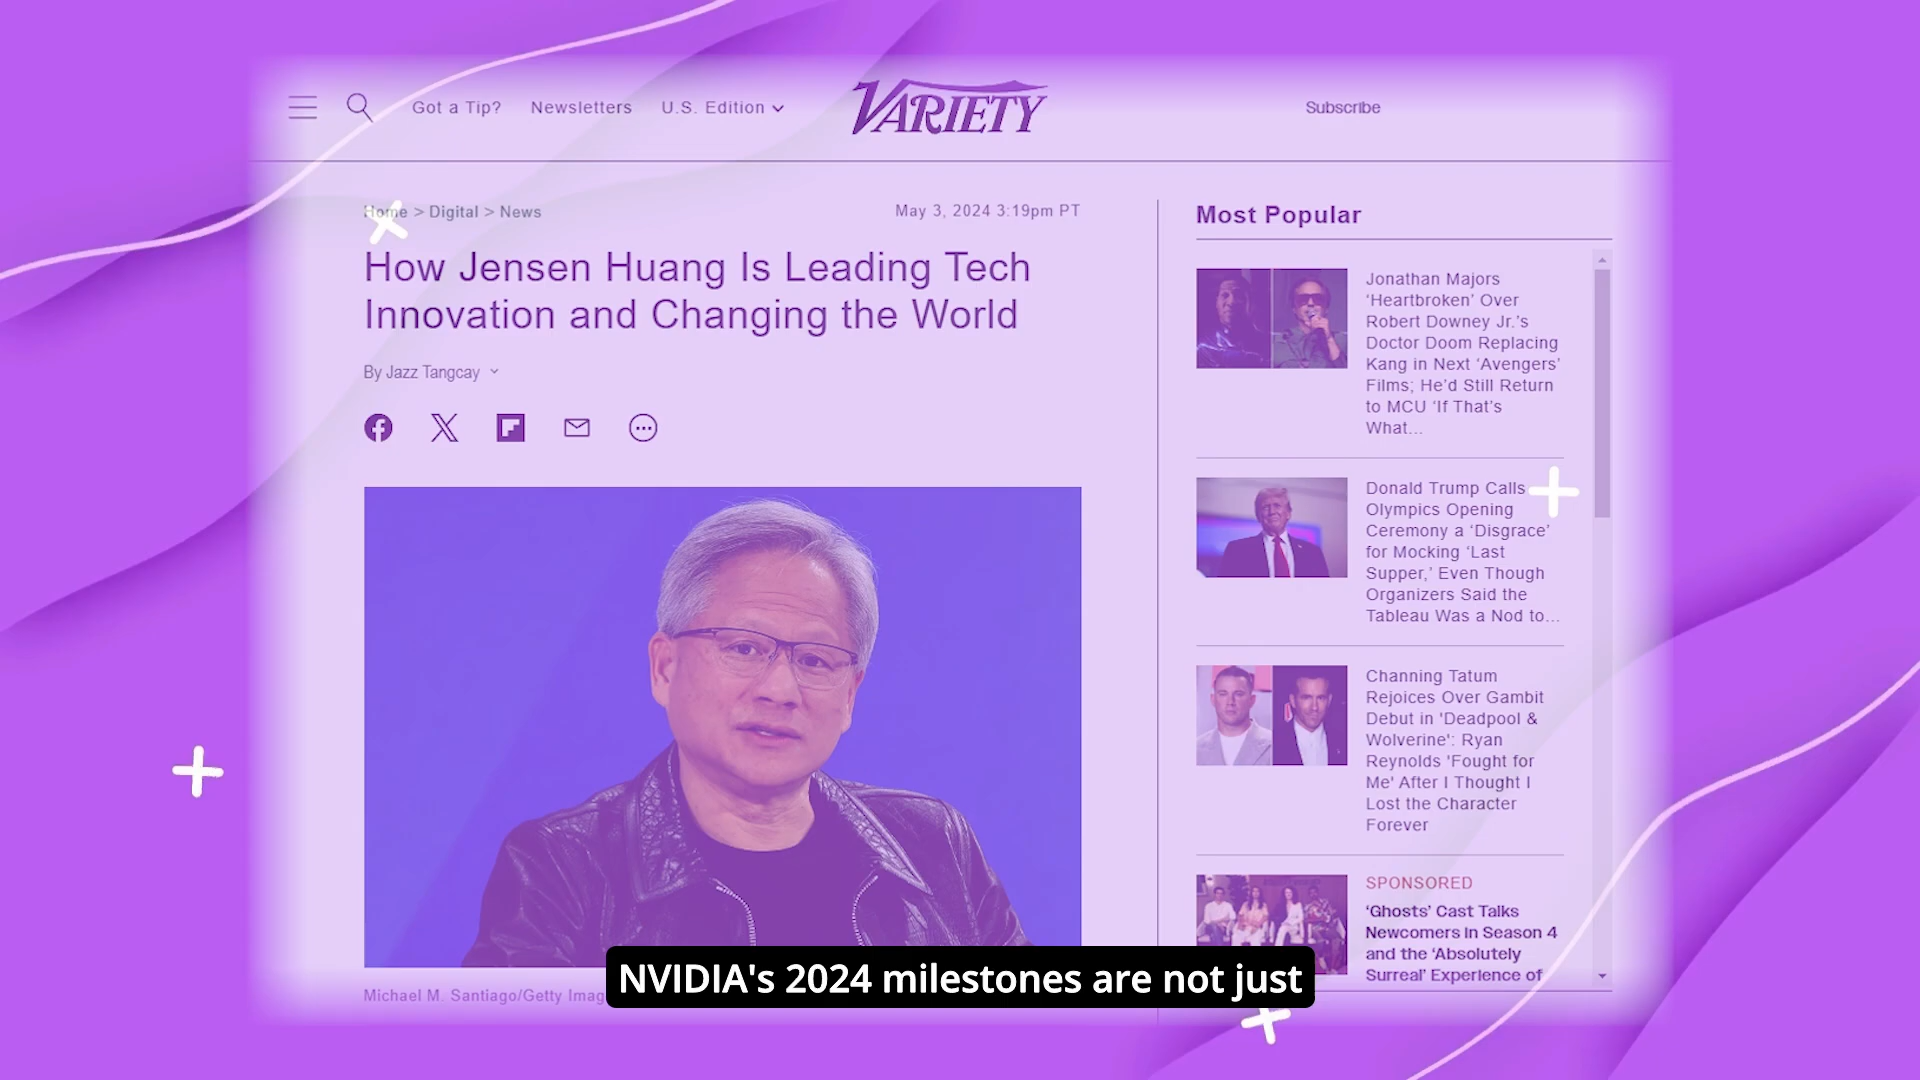 Got a Tip?
Newsletters
U.S. Edition
VARIETY
Subscribe
Home > Digital > News
May 3, 2024 3:19pm PT
How Jensen Huang Is Leading Tech
Innovation and Changing the World
By Jazz Tangcay
Michael M. Santiago/Getty Imag
Most Popular
Jonathan Majors
‘Heartbroken’ Over
Robert Downey Jr.’s
Doctor Doom Replacing
Kang in Next ‘Avengers’
Films; He’d Still Return
to MCU ‘If That’s
What...
Donald Trump Calls
Olympics Opening
Ceremony a ‘Disgrace’
for Mocking ‘Last
Supper,’ Even Though
Organizers Said the
Tableau Was a Nod to...
Channing Tatum
Rejoices Over Gambit
Debut in 'Deadpool &
Wolverine': Ryan
Reynolds 'Fought for
Me' After I Thought I
Lost the Character
Forever
SPONSORED
‘Ghosts’ Cast Talks
Newcomers in Season 4
and the ‘Absolutely
Surreal’ Experience of
NVIDIA's 2024 milestones are not just